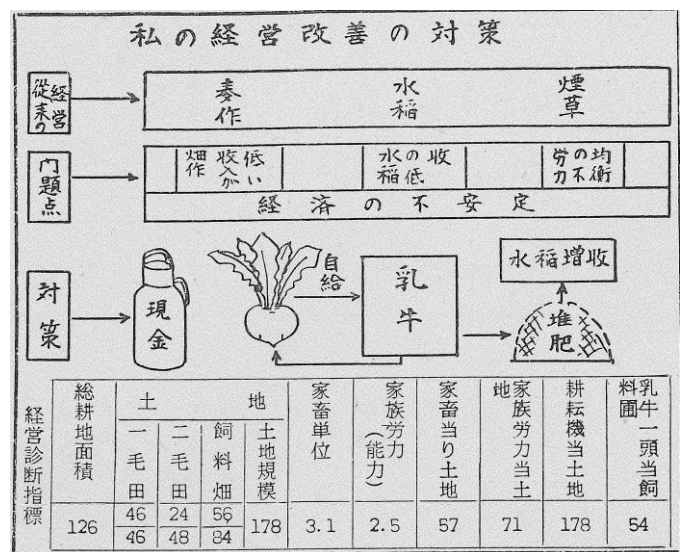 私の経営改善の対策
従来の経営
麦作 水稲 煙草
問題点
畑作収入が低い 水稲の収低 労力の均不衡
経済の不安定
対策
現金
自給
乳牛
水稲増収
堆肥
経営診断指標
総耕地面積 土地 家畜単位 家族労力(能力) 家畜当り土地 家族労力当土地 耕耘機当土地 乳牛一頭当飼料圃
一毛田 二毛田 飼料畑 土地規模
46 24 56
126 178 3.1 2.5 57 71 178 54
46 48 84